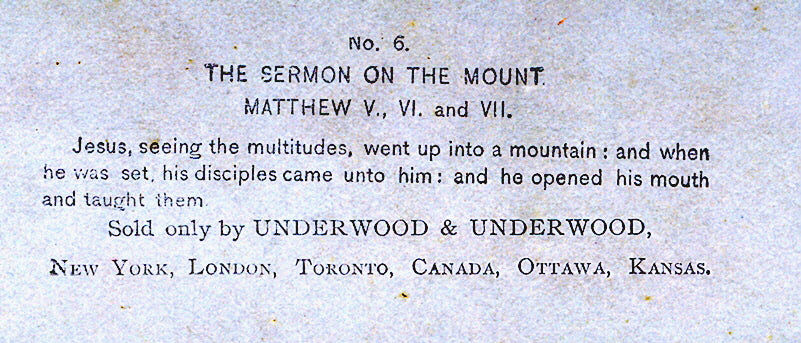 No. 6.
THE SERMON ON THE MOUNT.
MATTHEW V., VI. and VII.
Jesus, seeing the multitudes, went up into a mountain : and when
he was set, his disciples came unto him : and he opened his mouth
and taught them.
Sold only by UNDERWOOD & UNDERWOOD,
NEW YORK, LONDON, TORONTO, CANADA, OTTAWA, KANSAS.